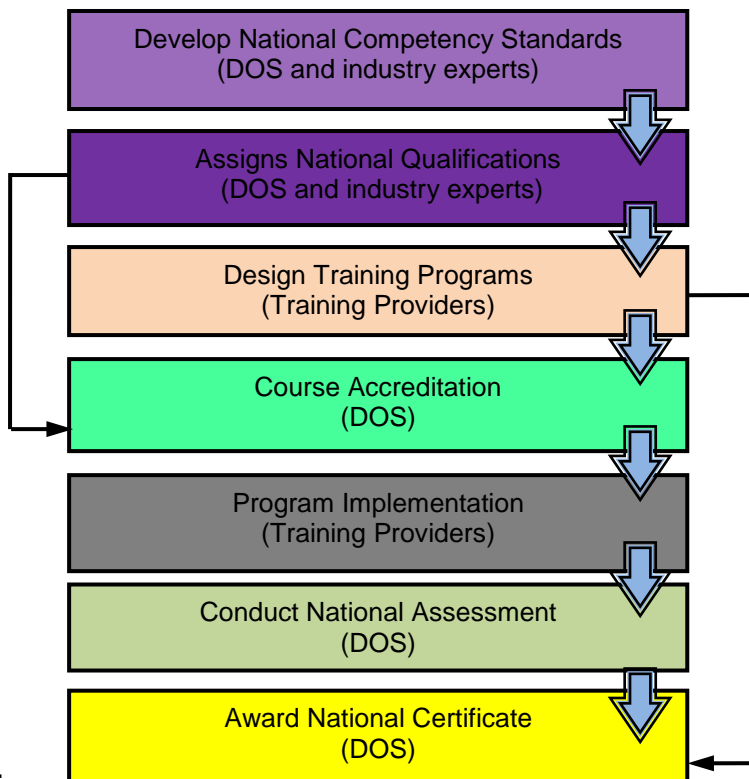 Develop National Competency Standards
(DOS and industry experts)
Assigns National Qualifications
(DOS and industry experts)
Design Training Programs
(Training Providers)
Course Accreditation
(DOS)
Program Implementation
(Training Providers)
Conduct National Assessment
(DOS)
Award National Certificate
(DOS)